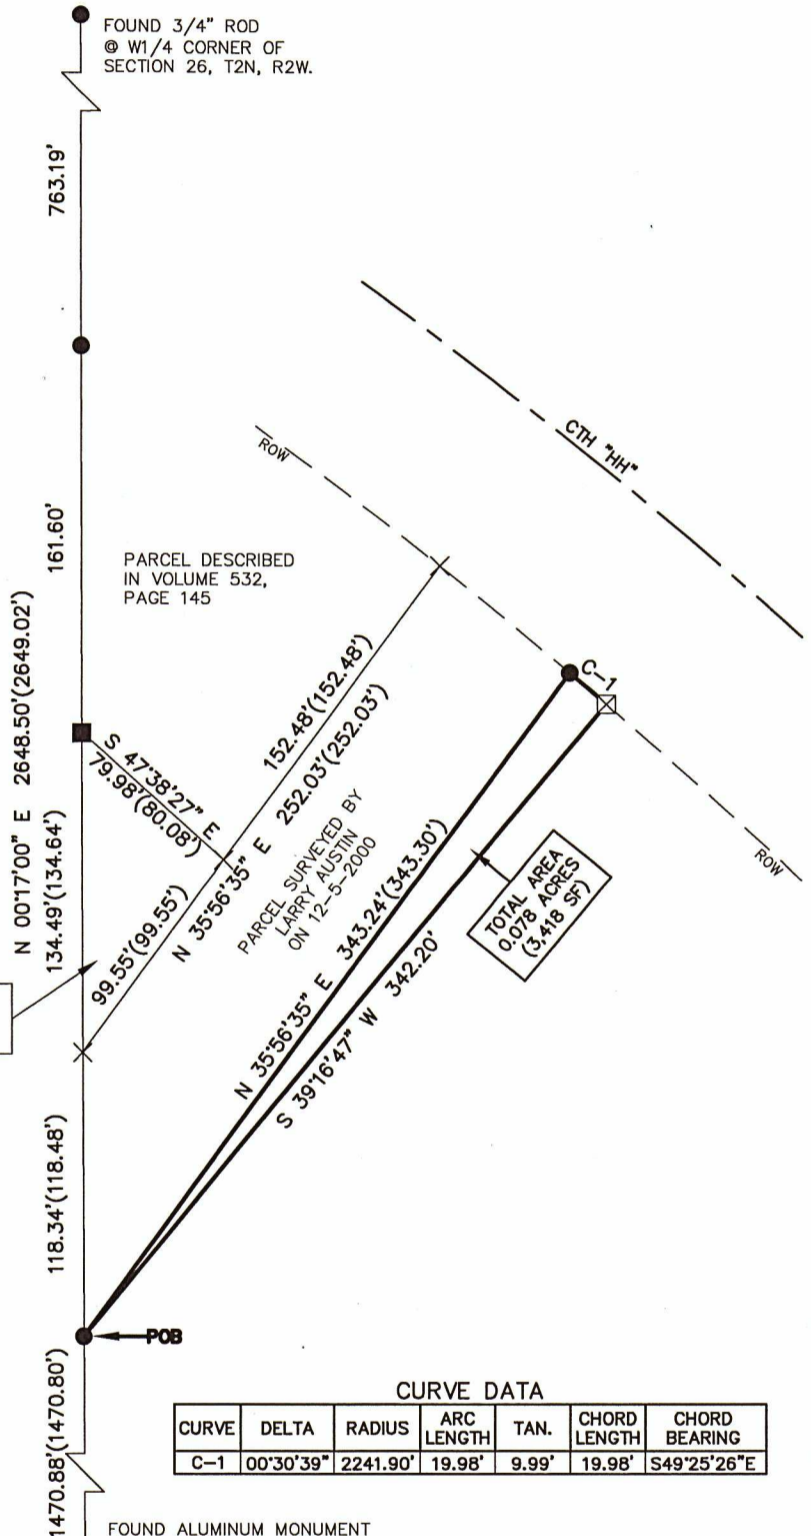 FOUND 3/4" ROD
@ W1/4 CORNER OF
SECTION 26, T2N, R2W.
763.19'
CTH "HH"
ROW
161.60'
PARCEL DESCRIBED
IN VOLUME 532,
PAGE 145
N 00°17'00" E 2648.50'(2649.02')
152.48'(152.48')
C-1
S 47°38'27" E
79.98'(80.08')
N 35°56'35" E 252.03'(252.03')
PARCEL SURVEYED BY
LARRY AUSTIN
ON 12-5-2000
134.49'(134.64')
99.55'(99.55')
ROW
TOTAL AREA
0.078 ACRES
(3,418 SF)
N 35°56'35" E 343.24'(343.30')
S 39°16'47" W 342.20'
118.34'(118.48')
POB
1470.88'(1470.80')
CURVE DATA
CURVE DELTA RADIUS ARC LENGTH TAN. CHORD LENGTH CHORD BEARING
C-1 00°30'39" 2241.90' 19.98' 9.99' 19.98' S49°25'26"E
FOUND ALUMINUM MONUMENT